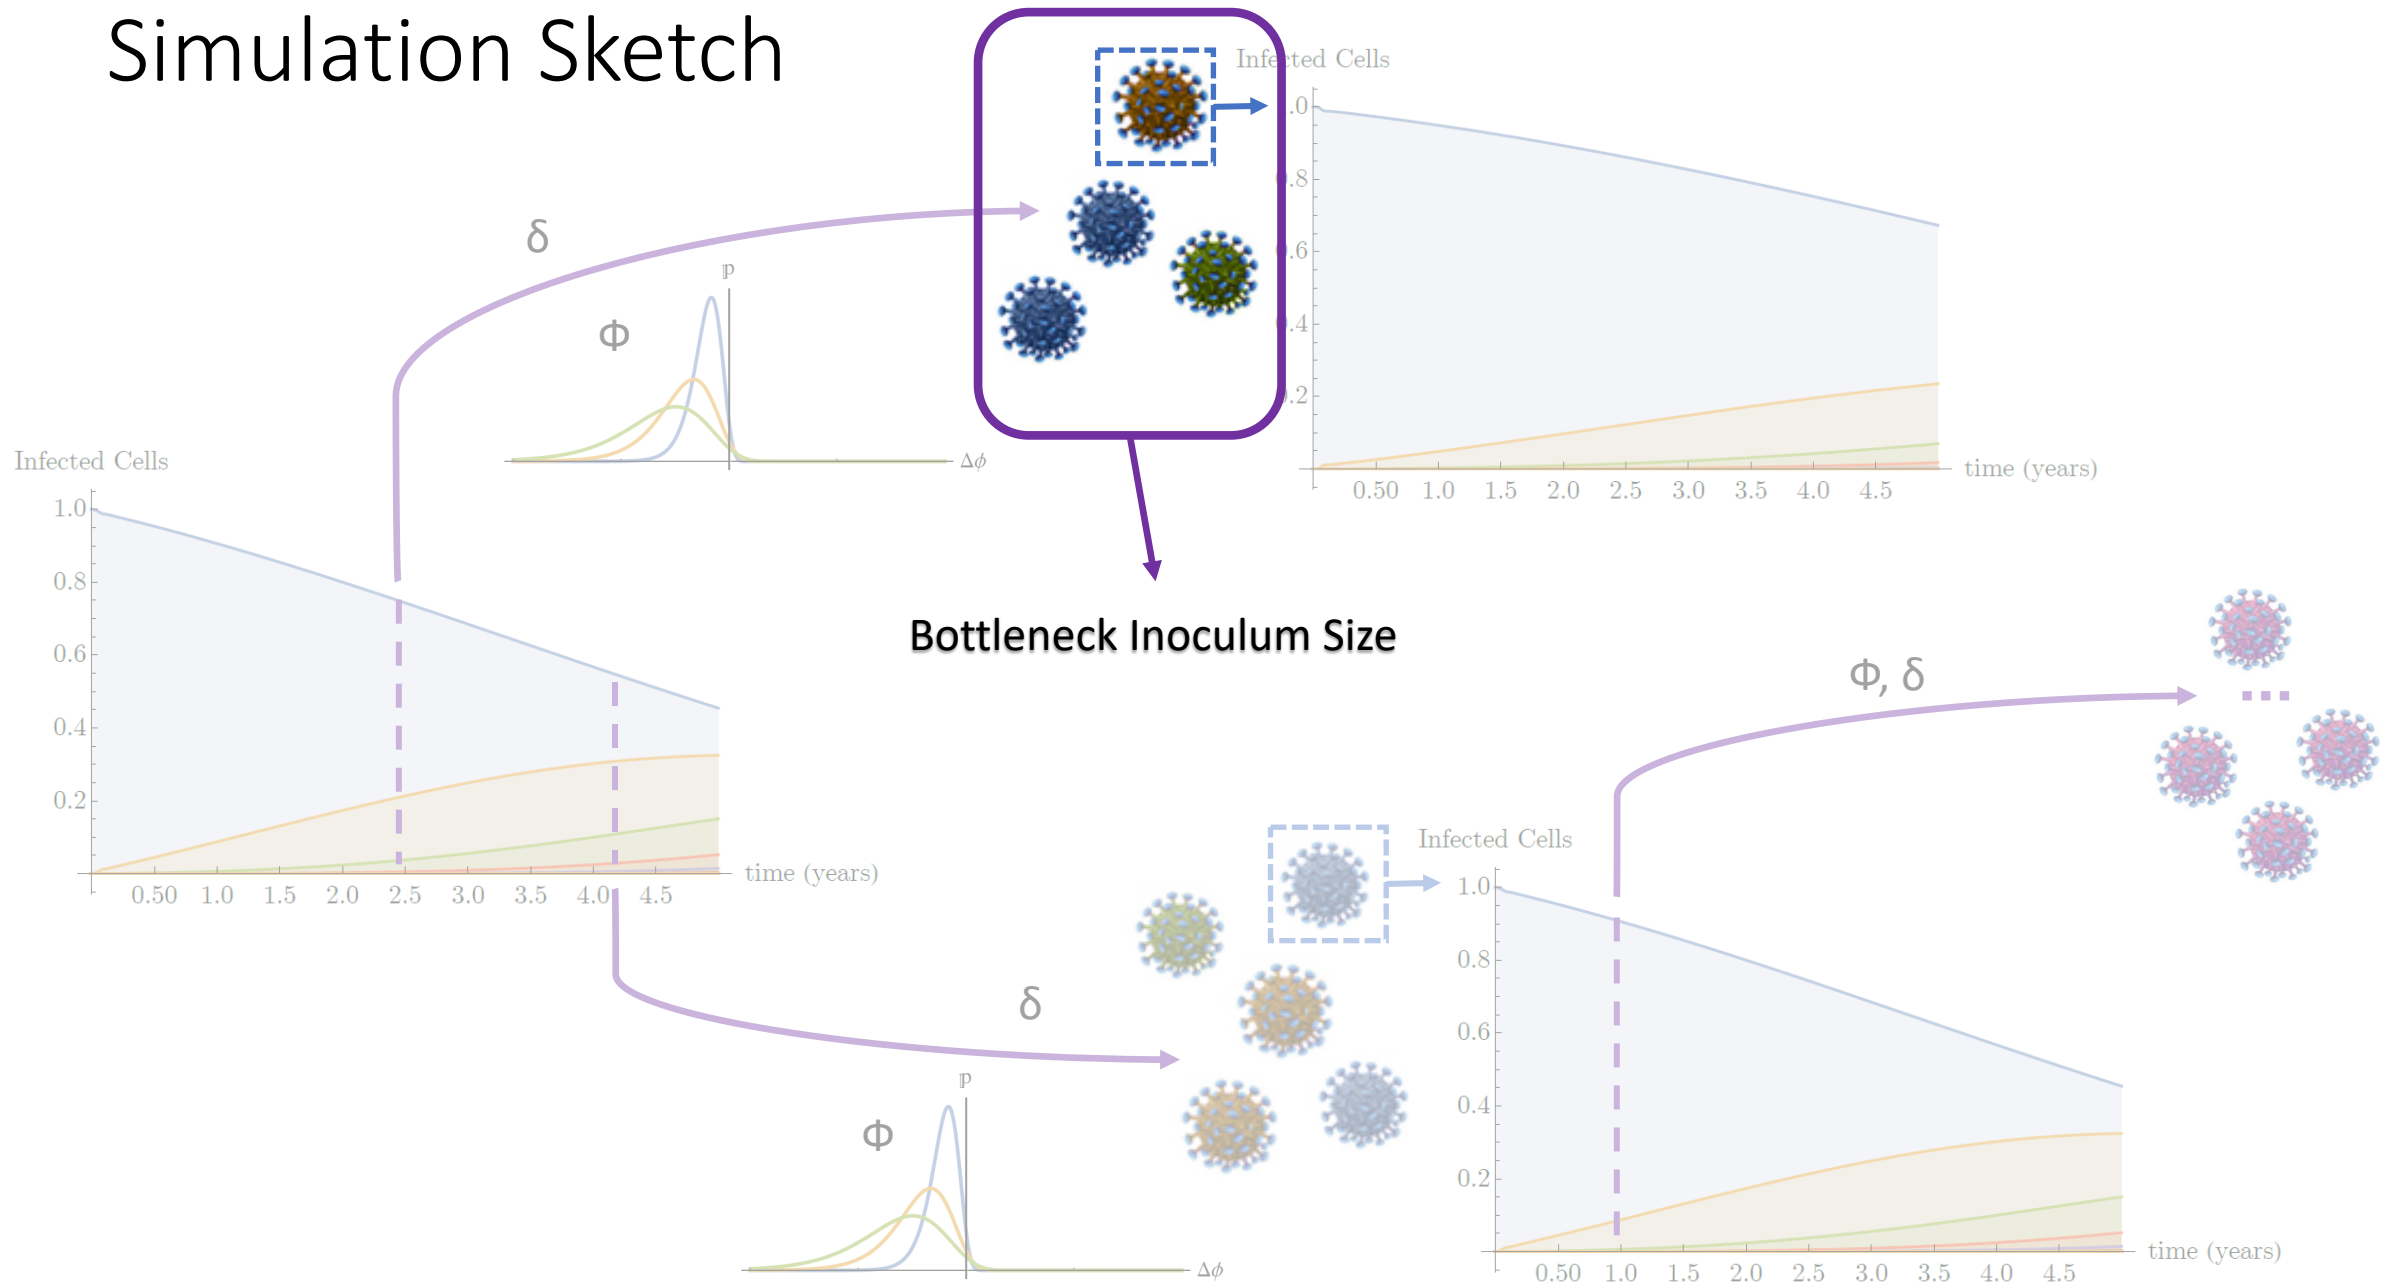 Simulation Sketch
Infected Cells
.0
.8
.6
.4
.2
0.50 1.0 1.5 2.0 2.5 3.0 3.5 4.0 4.5
time (years)
δ
ℙ
Φ
Δϕ
Infected Cells
1.0
0.8
0.6
0.4
0.2
0.50 1.0 1.5 2.0 2.5 3.0 3.5 4.0 4.5
time (years)
Bottleneck Inoculum Size
Φ, δ
δ
ℙ
Φ
Δϕ
Infected Cells
1.0
0.8
0.6
0.4
0.2
0.50 1.0 1.5 2.0 2.5 3.0 3.5 4.0 4.5
time (years)